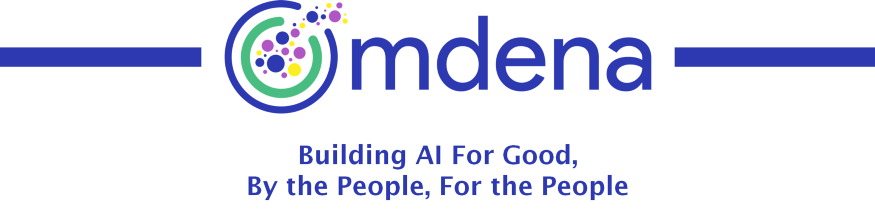 Omdena
Building AI For Good,
By the People, For the People